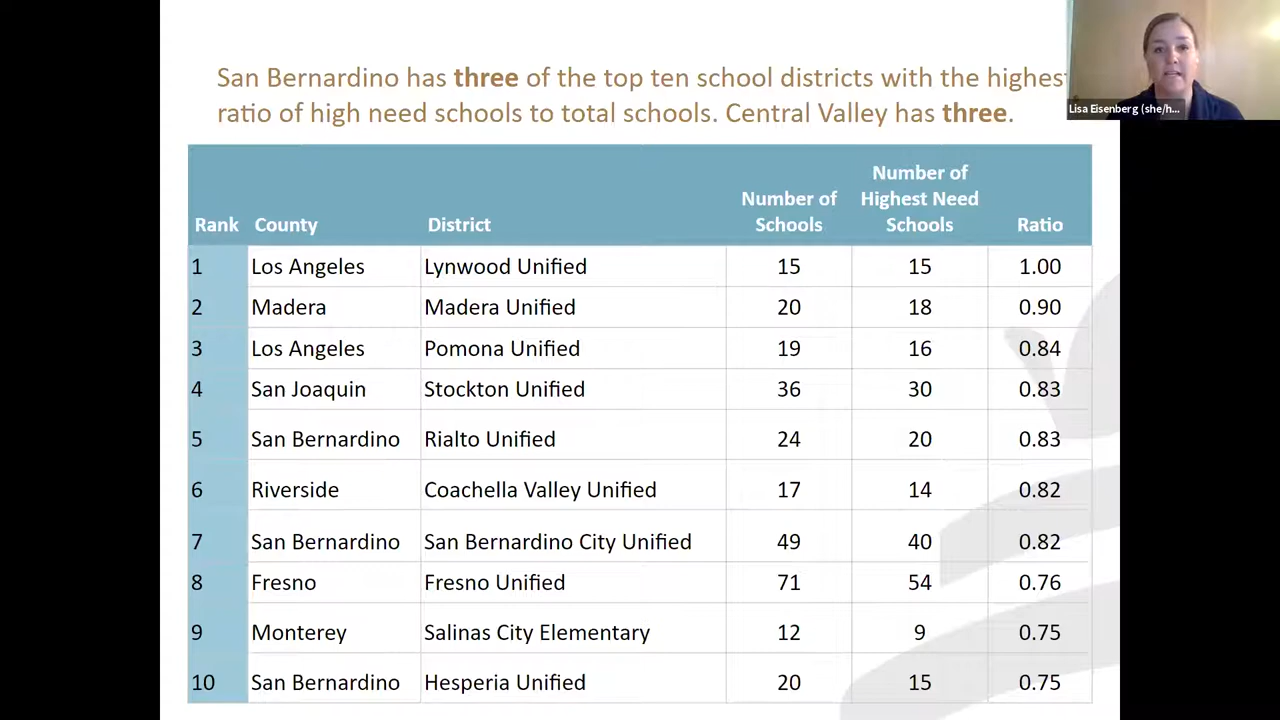 San Bernardino has three of the top ten school districts with the highest
ratio of high need schools to total schools. Central Valley has three.
Lisa Eisenberg (she/h...
Rank County District Number of Schools Number of Highest Need Schools Ratio
1 Los Angeles Lynwood Unified 15 15 1.00
2 Madera Madera Unified 20 18 0.90
3 Los Angeles Pomona Unified 19 16 0.84
4 San Joaquin Stockton Unified 36 30 0.83
5 San Bernardino Rialto Unified 24 20 0.83
6 Riverside Coachella Valley Unified 17 14 0.82
7 San Bernardino San Bernardino City Unified 49 40 0.82
8 Fresno Fresno Unified 71 54 0.76
9 Monterey Salinas City Elementary 12 9 0.75
10 San Bernardino Hesperia Unified 20 15 0.75